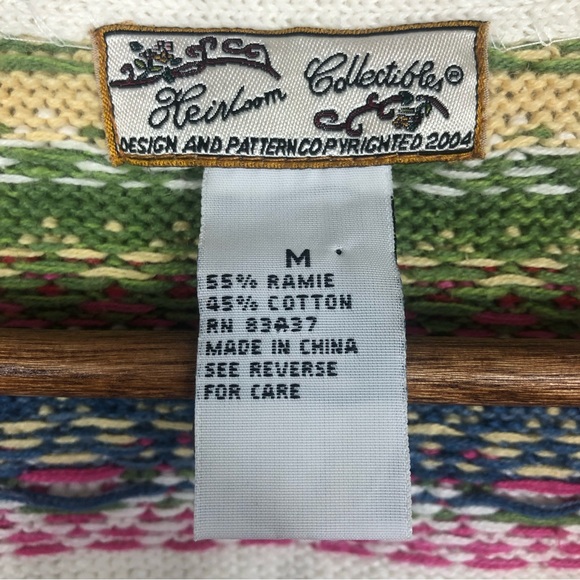 Heirloom Collectibles®
DESIGN AND PATTERN COPYRIGHTED 2004
M
55% RAMIE
45% COTTON
RN 83437
MADE IN CHINA
SEE REVERSE
FOR CARE